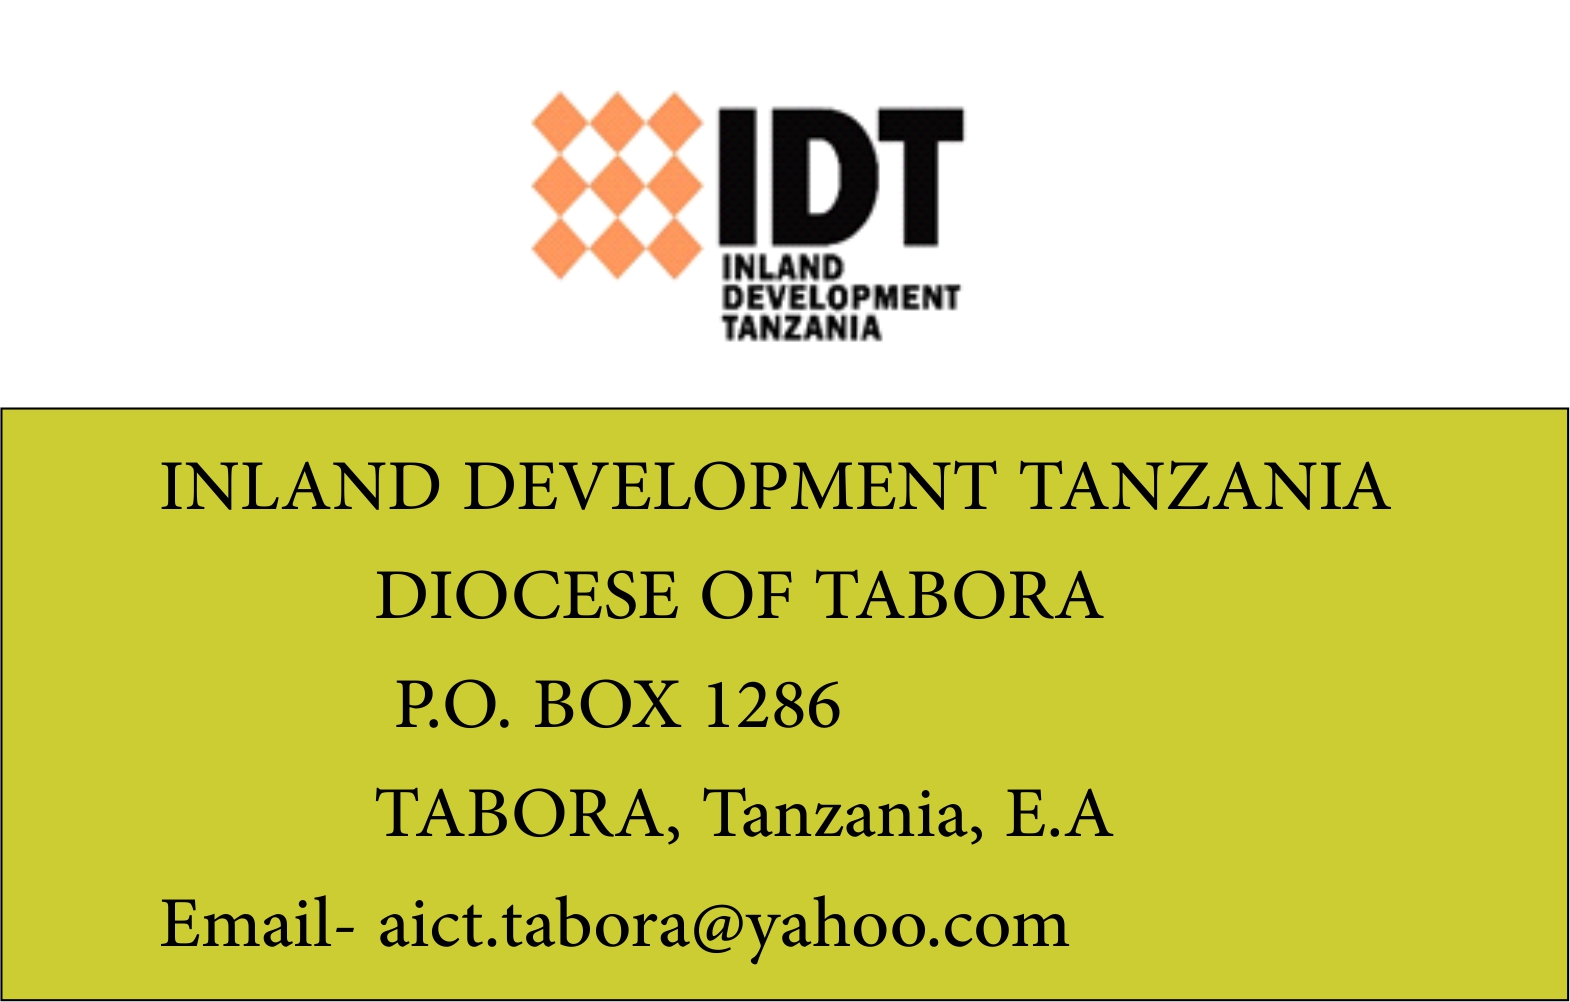 IDT
INLAND
DEVELOPMENT
TANZANIA
INLAND DEVELOPMENT TANZANIA
DIOCESE OF TABORA
P.O. BOX 1286
TABORA, Tanzania, E.A
Email- aict.tabora@yahoo.com